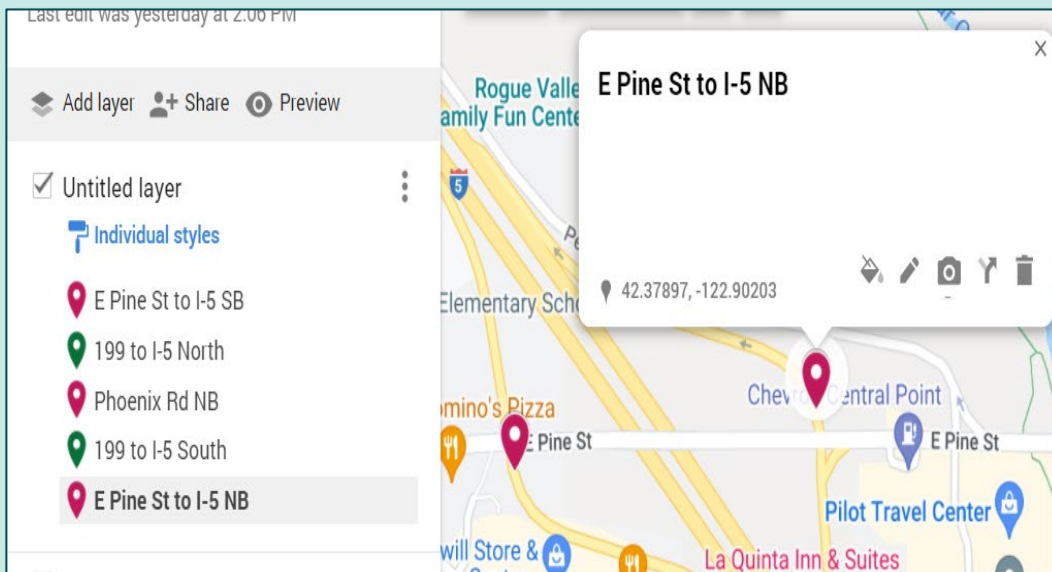 Last edit was yesterday at 2:06 PM
Add layer Share Preview
Untitled layer
Individual styles
E Pine St to I-5 SB
199 to I-5 North
Phoenix Rd NB
199 to I-5 South
E Pine St to I-5 NB
X
E Pine St to I-5 NB
42.37897, -122.90203
Rogue Valle
amily Fun Cente
5
Pe
Elementary Scho
Chevro Central Point
omino's Pizza
E Pine St
E Pine St
Pilot Travel Center
will Store &
La Quinta Inn & Suites